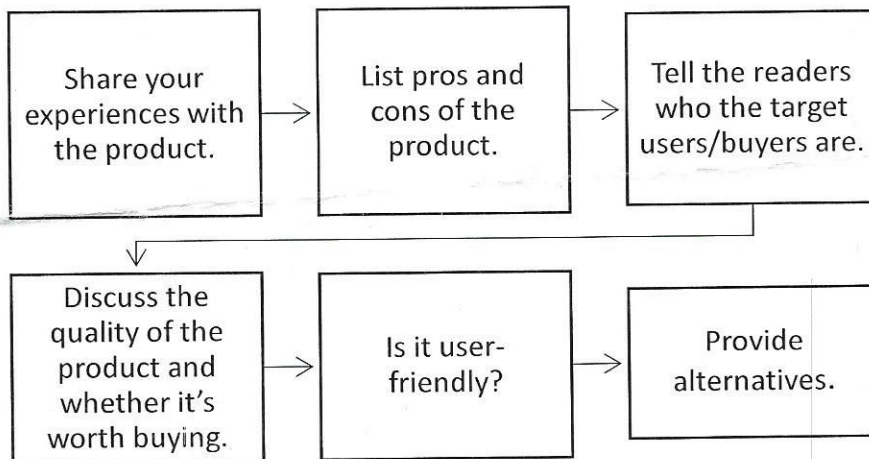 Share your
experiences with
the product.
List pros and
cons of the
product.
Tell the readers
who the target
users/buyers are.
Discuss the
quality of the
product and
whether it's
worth buying.
Is it user-
friendly?
Provide
alternatives.